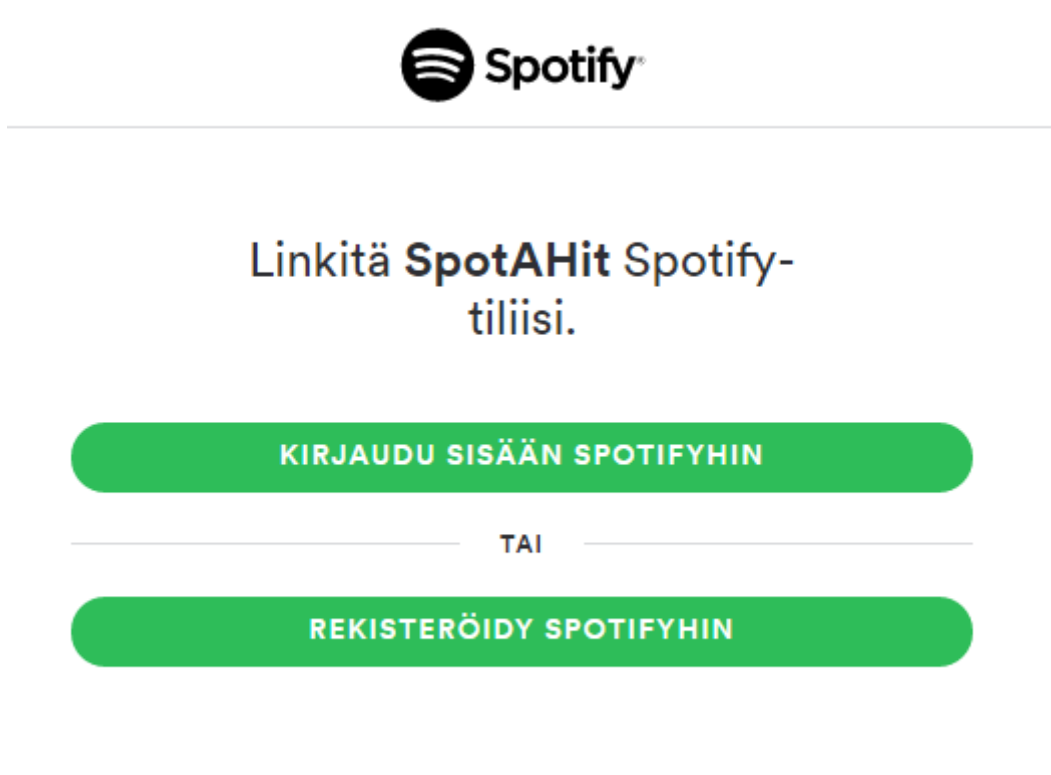 Spotify®
Linkitä SpotAHit Spotify-
tiliisi.
KIRJAUDU SISÄÄN SPOTIFYHIN
TAI
REKISTERÖIDY SPOTIFYHIN